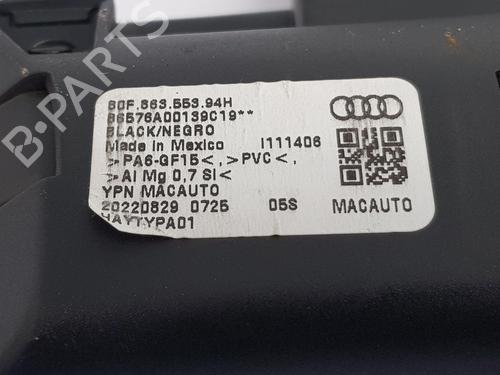 80F.863.553.94H
86576A00139C19**
BLACK/NEGRO
Made in Mexico I111406
>PA6-GF15<,>PVC<,
>Al Mg 0,7 Si<
YPN MACAUTO
20220829 0725 05S MACAUTO
HAYTYPA01
B-PARTS